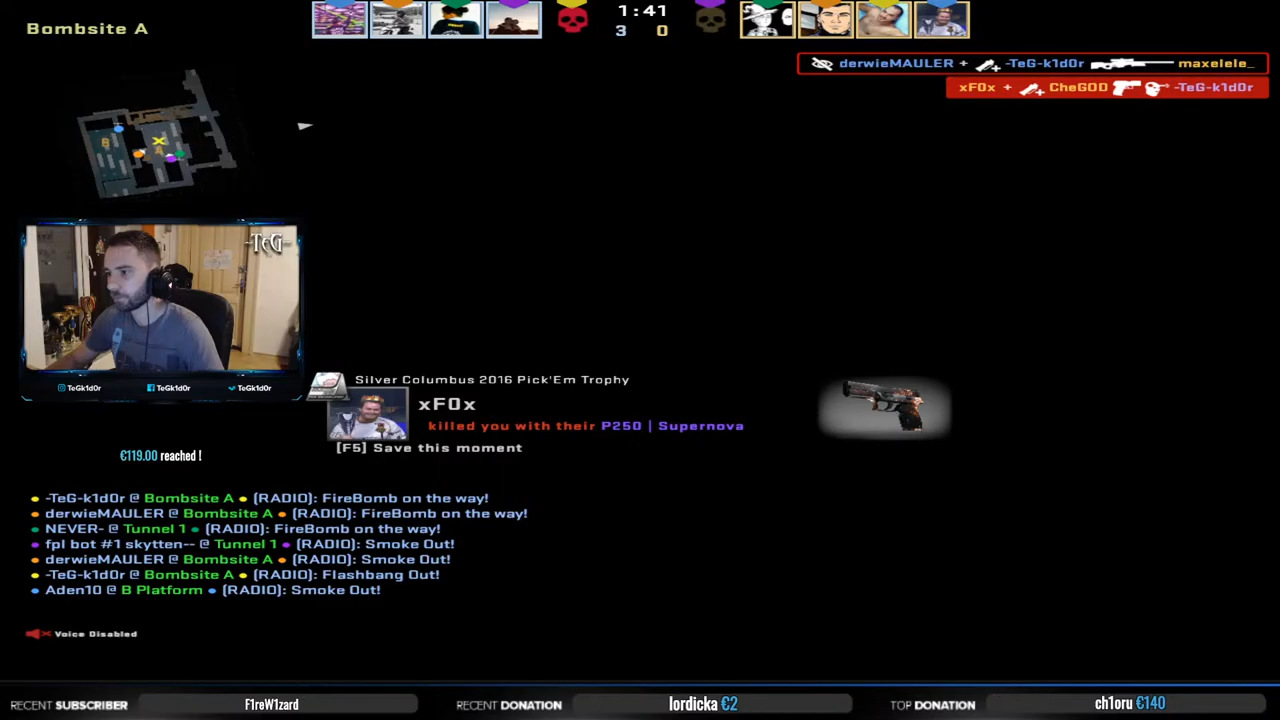 1:41
3 0
Bombsite A
derwieMAULER + -TeG-k1d0r maxelele_
xF0x + CheGOD -TeG-k1d0r
-TeG-
TeGk1d0r TeGk1d0r TeGk1d0r
Silver Columbus 2016 Pick'Em Trophy
xF0x
killed you with their P250 | Supernova
[F5] Save this moment
€119.00 reached !
-TeG-k1d0r @ Bombsite A (RADIO): FireBomb on the way!
derwieMAULER @ Bombsite A (RADIO): FireBomb on the way!
NEVER- @ Tunnel 1 (RADIO): FireBomb on the way!
fpl bot #1 skytten-- @ Tunnel 1 (RADIO): Smoke Out!
derwieMAULER @ Bombsite A (RADIO): Smoke Out!
-TeG-k1d0r @ Bombsite A (RADIO): Flashbang Out!
Aden10 @ B Platform (RADIO): Smoke Out!
Voice Disabled
RECENT SUBSCRIBER F1reW1zard RECENT DONATION lordicka €2 TOP DONATION ch1oru €140